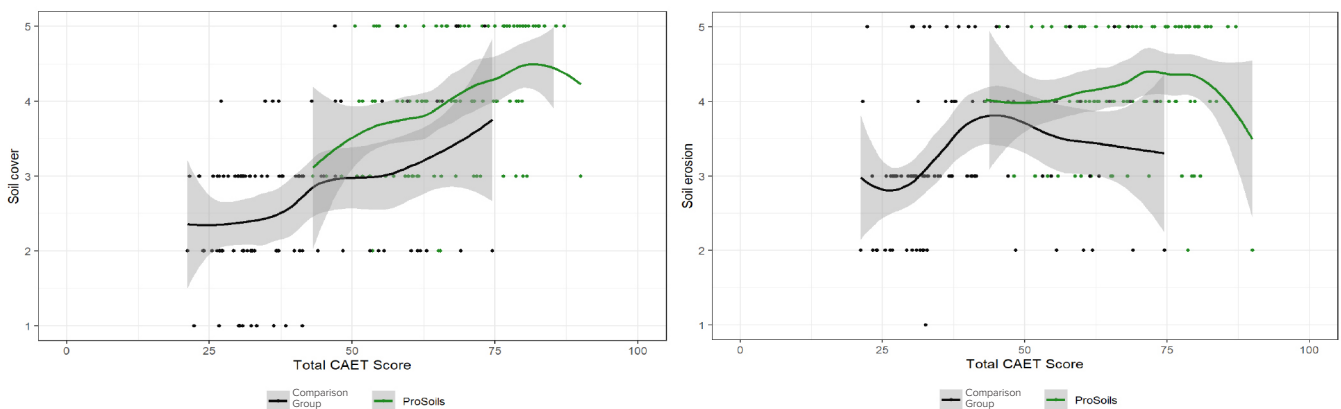 5
4
3
2
1
Soil cover
0 25 50 75 100
Total CAET Score
Comparison
Group
ProSoils
5
4
3
2
1
Soil erosion
0 25 50 75 100
Total CAET Score
Comparison
Group
ProSoils